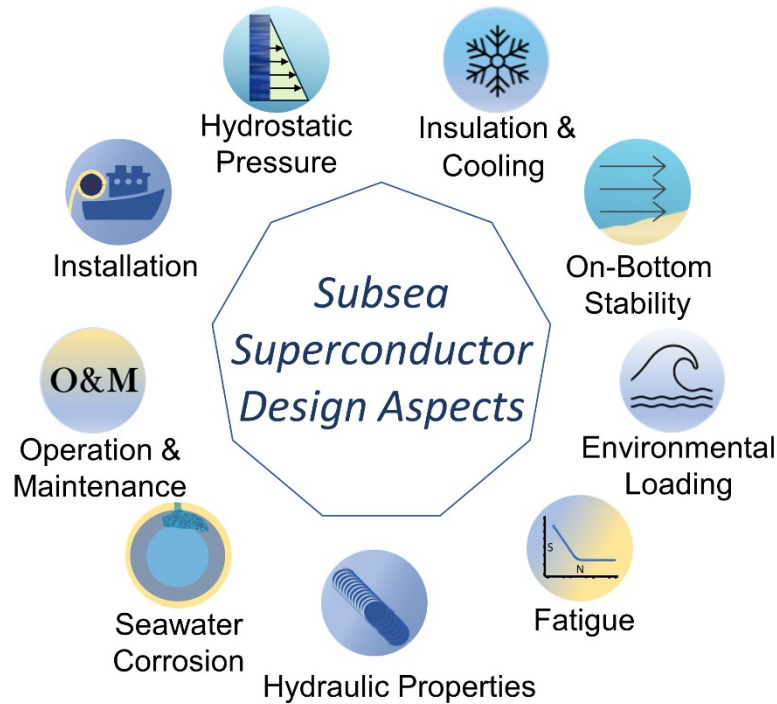 Hydrostatic
Pressure
Insulation &
Cooling
Installation
On-Bottom
Stability
Subsea
Superconductor
Design Aspects
O&M
Operation &
Maintenance
Environmental
Loading
S
N
Fatigue
Seawater
Corrosion
Hydraulic Properties